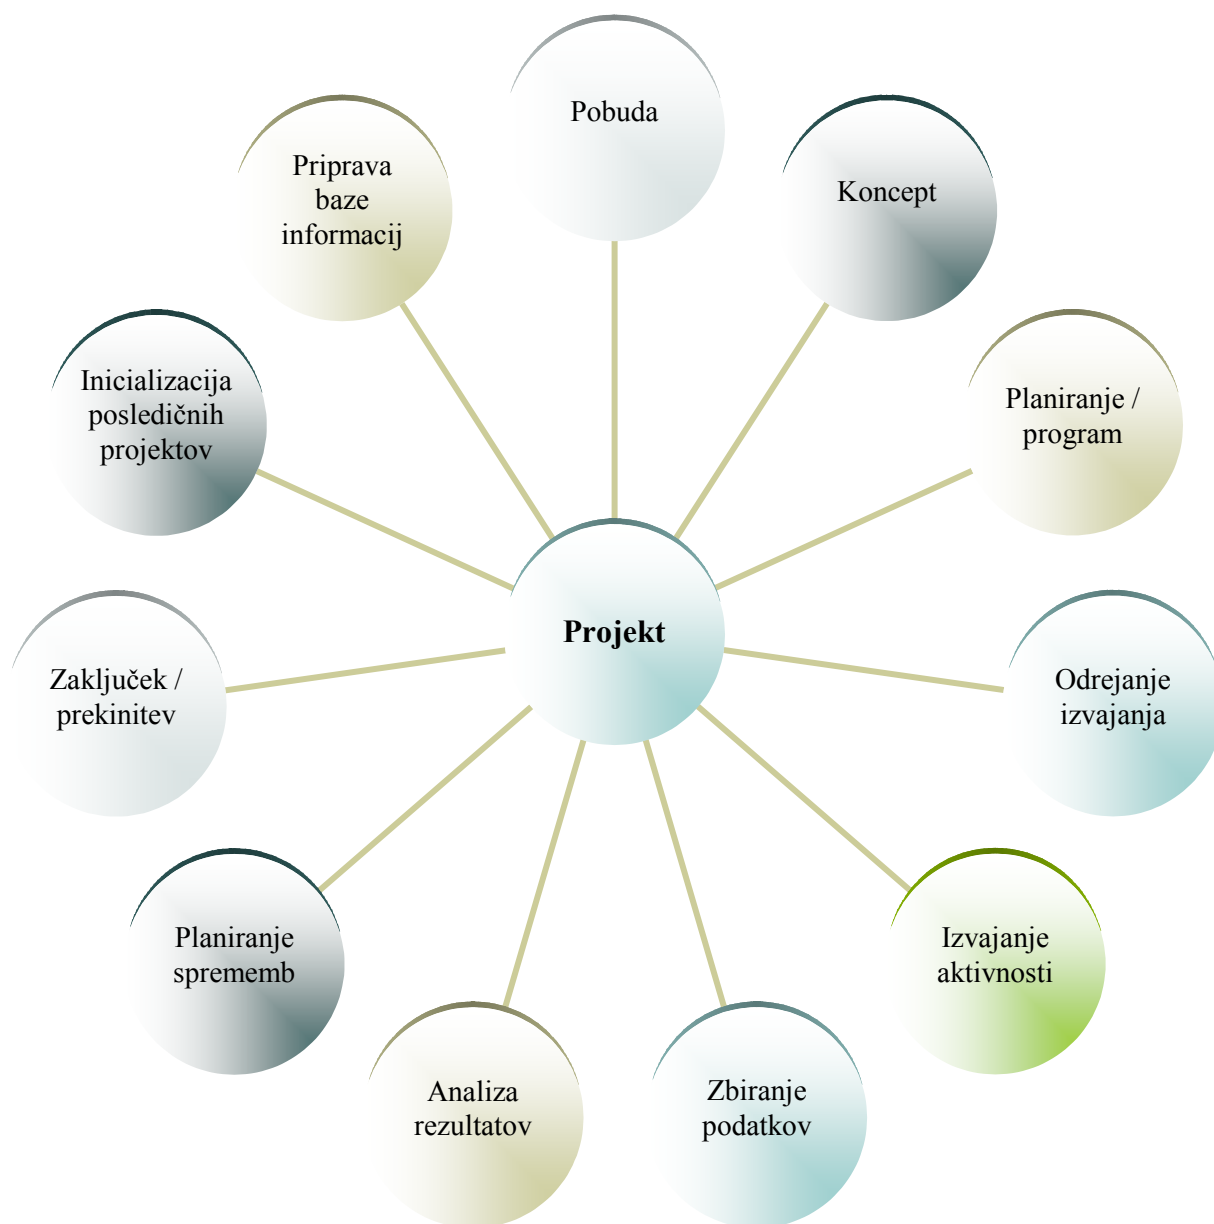 Pobuda
Koncept
Planiranje /
program
Odrejanje
izvajanja
Izvajanje
aktivnosti
Zbiranje
podatkov
Analiza
rezultatov
Planiranje
sprememb
Zaključek /
prekinitev
Inicializacija
posledičnih
projektov
Priprava
baze
informacij
Projekt